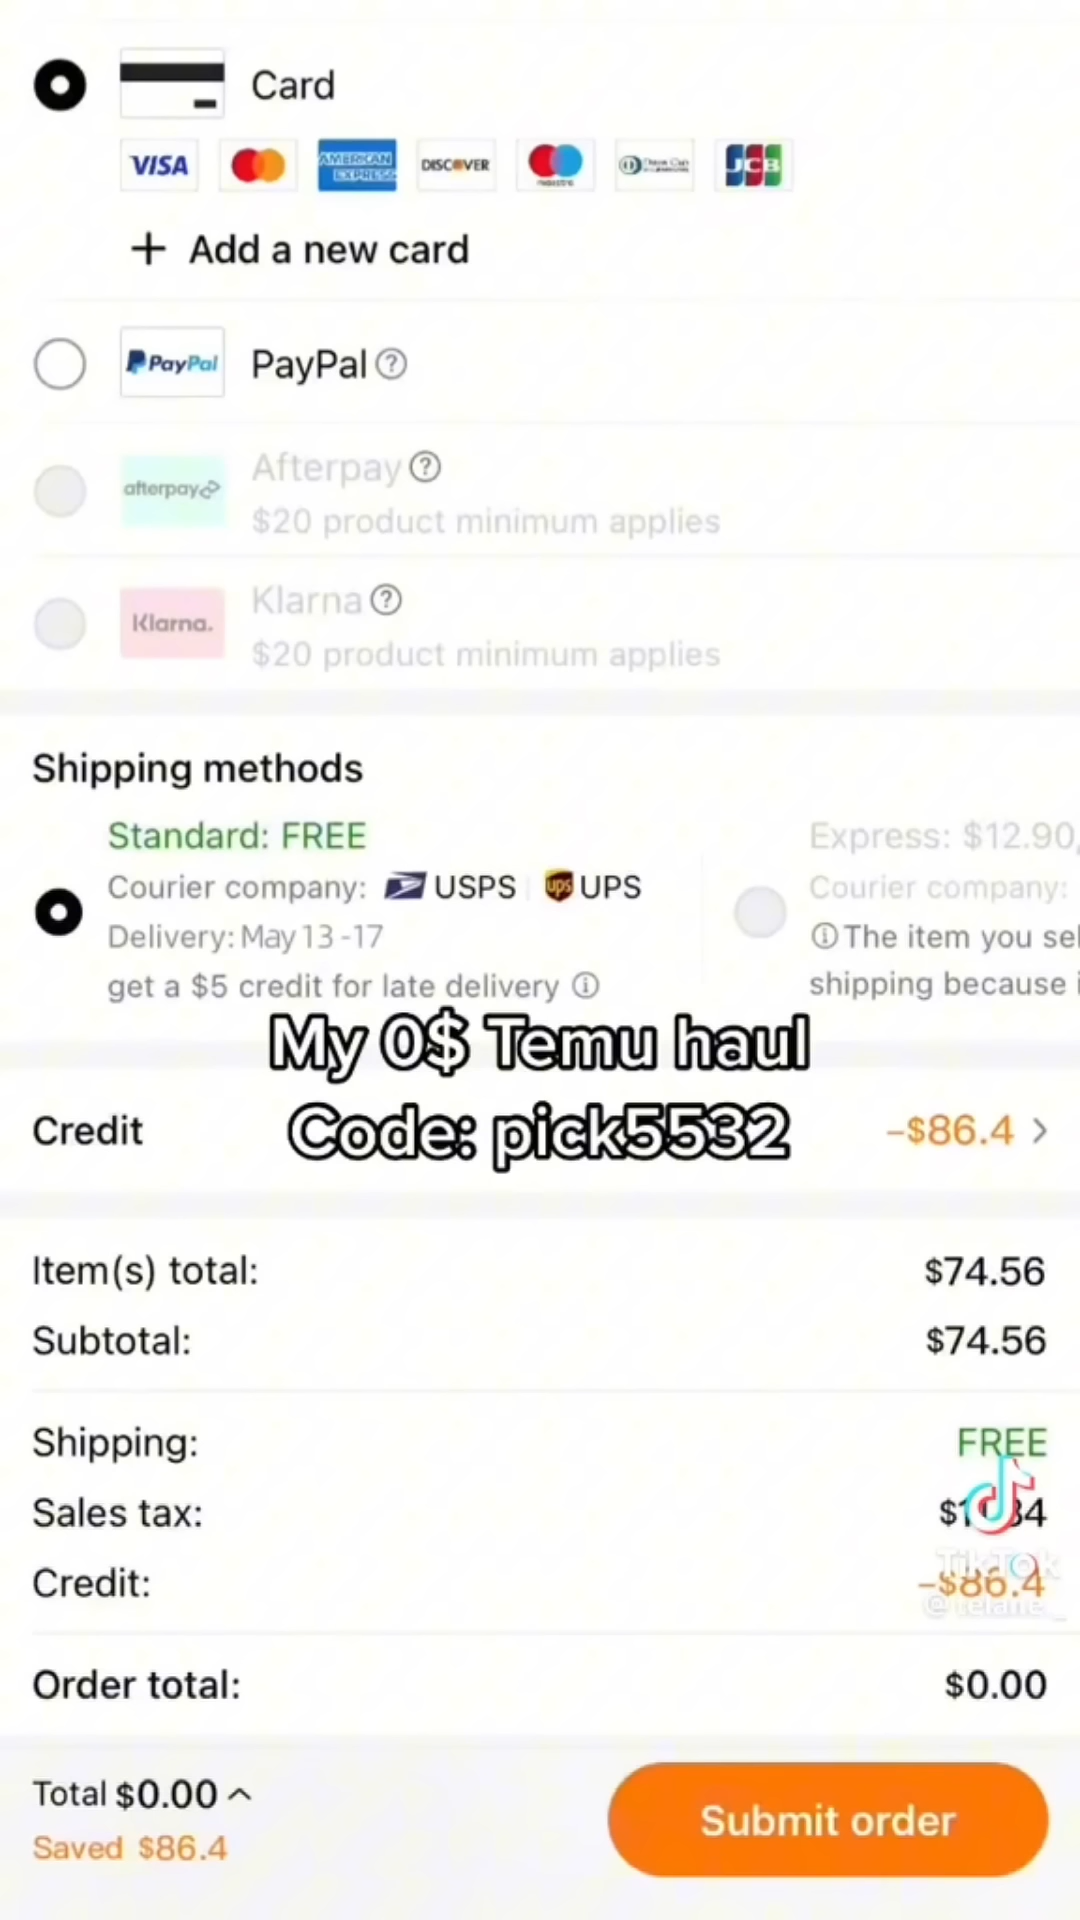 Card
VISA
AMERICAN EXPRESS
DISCOVER
maestro
JCB
+ Add a new card
PayPal PayPal ?
afterpay Afterpay ?
$20 product minimum applies
Klarna. Klarna ?
$20 product minimum applies
Shipping methods
Standard: FREE
Courier company: USPS ups UPS
Delivery: May 13 -17
get a $5 credit for late delivery
Express: $12.90,
Courier company:
The item you sel
shipping because i
My 0$ Temu haul
Code: pick5532
Credit -$86.4 >
Item(s) total: $74.56
Subtotal: $74.56
Shipping: FREE
Sales tax:
Credit: -$86.4
TikTok
Order total: $0.00
Total $0.00
Saved $86.4
Submit order